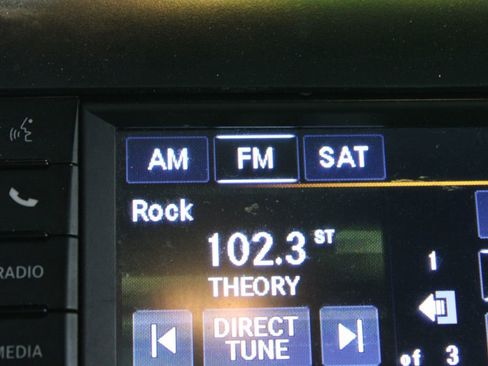 AM FM SAT
Rock
102.3 ST
THEORY
1
DIRECT
TUNE
of 3
RADIO
MEDIA